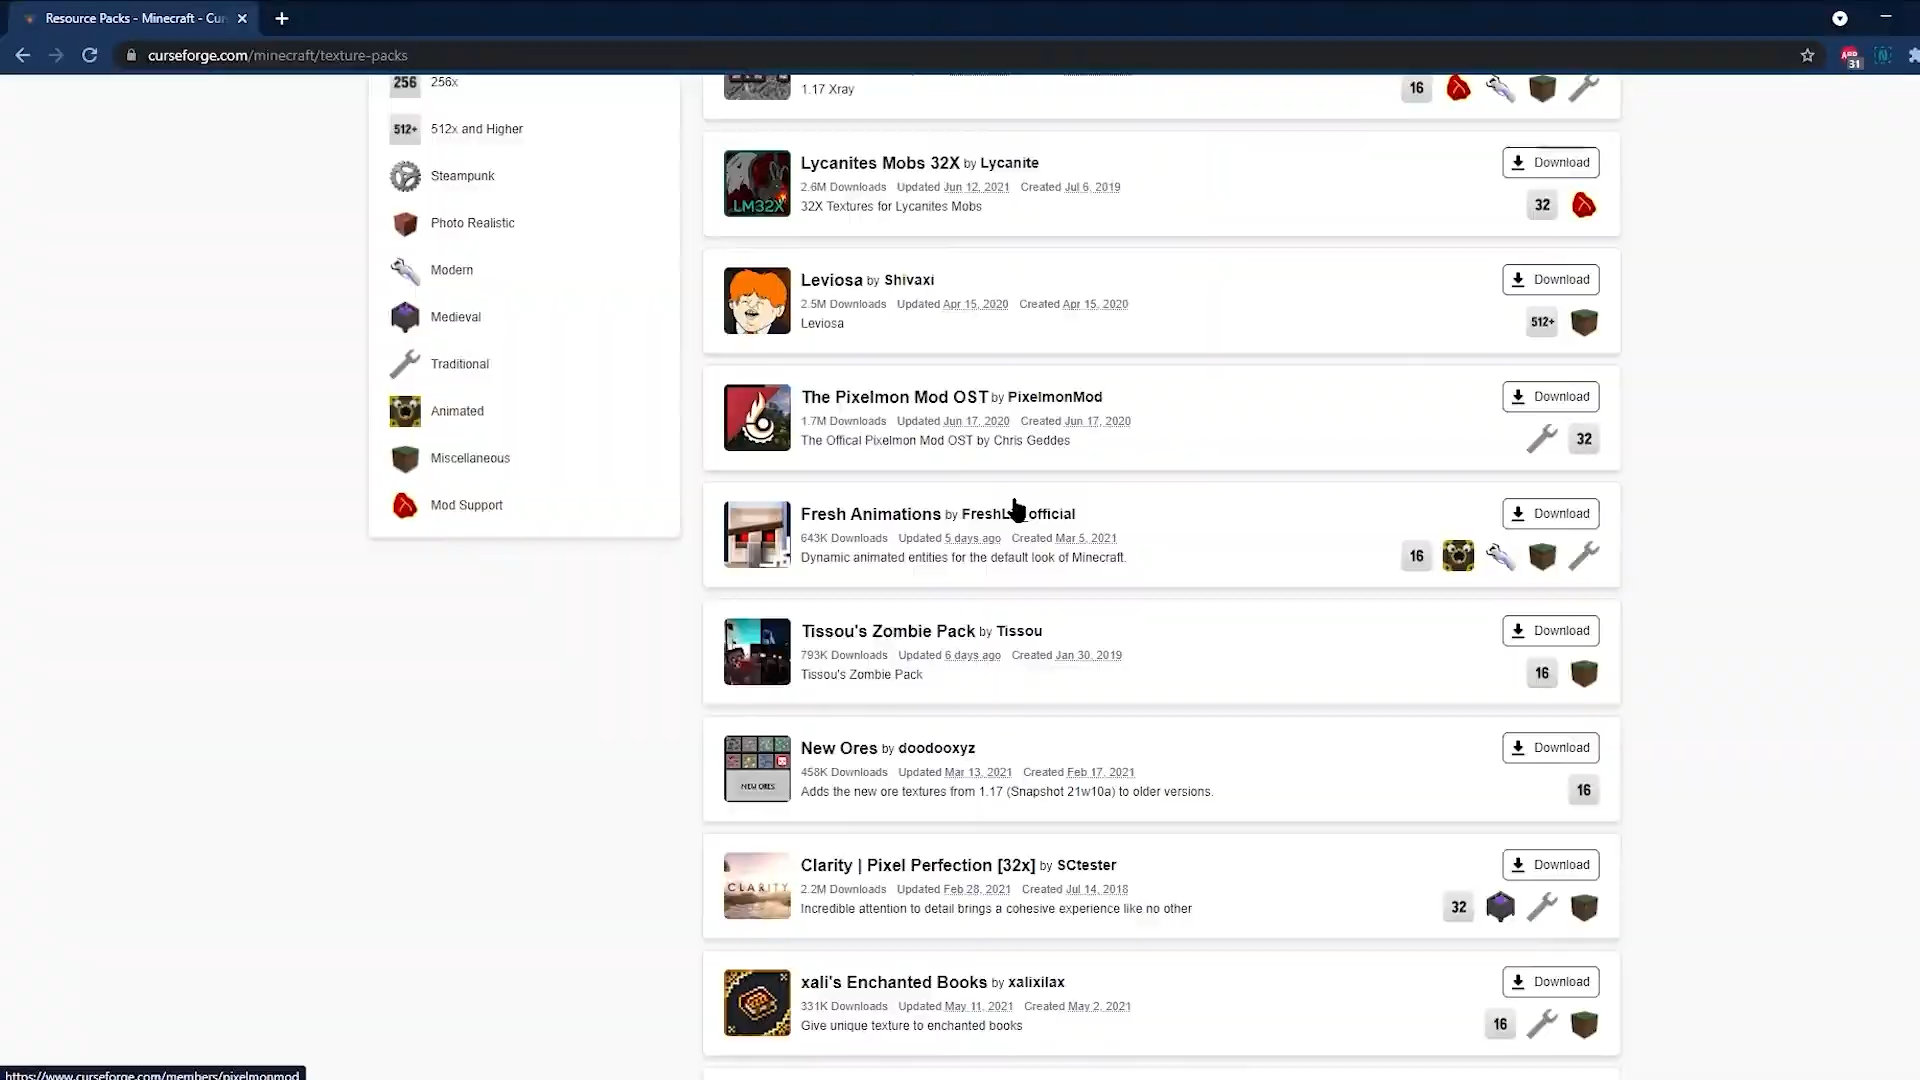 Resource Packs - Minecraft - Cur
curseforge.com/minecraft/texture-packs
31
256 256x
512+ 512x and Higher
Steampunk
Photo Realistic
Modern
Medieval
Traditional
Animated
Miscellaneous
Mod Support
1.17 Xray
16
Lycanites Mobs 32X by Lycanite
Download
2.6M Downloads Updated Jun 12, 2021 Created Jul 6, 2019
LM32X
32X Textures for Lycanites Mobs
32
Leviosa by Shivaxi
Download
2.5M Downloads Updated Apr 15, 2020 Created Apr 15, 2020
Leviosa
512+
The Pixelmon Mod OST by PixelmonMod
Download
1.7M Downloads Updated Jun 17, 2020 Created Jun 17, 2020
The Offical Pixelmon Mod OST by Chris Geddes
32
Fresh Animations by FreshL official
Download
643K Downloads Updated 5 days ago Created Mar 5, 2021
Dynamic animated entities for the default look of Minecraft.
16
Tissou's Zombie Pack by Tissou
Download
793K Downloads Updated 6 days ago Created Jan 30, 2019
Tissou's Zombie Pack
16
New Ores by doodooxyz
Download
458K Downloads Updated Mar 13, 2021 Created Feb 17, 2021
NEW ORES
Adds the new ore textures from 1.17 (Snapshot 21w10a) to older versions.
16
Clarity | Pixel Perfection [32x] by SCtester
Download
2.2M Downloads Updated Feb 28, 2021 Created Jul 14, 2018
CLARITY
Incredible attention to detail brings a cohesive experience like no other
32
xali's Enchanted Books by xalixilax
Download
331K Downloads Updated May 11, 2021 Created May 2, 2021
Give unique texture to enchanted books
16
https://www.curseforge.com/members/pixelmonmod